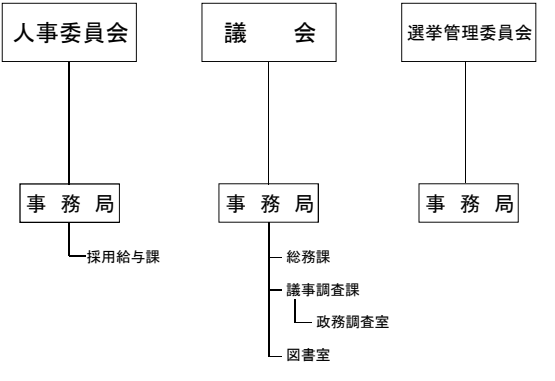 人事委員会
議 会
選挙管理委員会
事 務 局
事 務 局
事 務 局
採用給与課
総務課
議事調査課
政務調査室
図書室